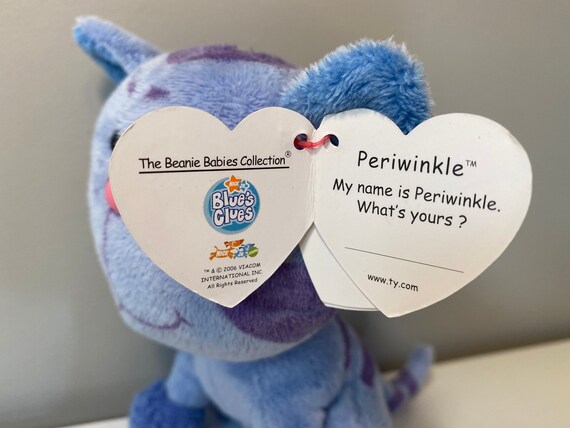 The Beanie Babies Collection®
Blue's
Clues
™ & © 2006 VIACOM
INTERNATIONAL INC.
All Rights Reserved
Periwinkle™
My name is Periwinkle.
What's yours ?
www.ty.com